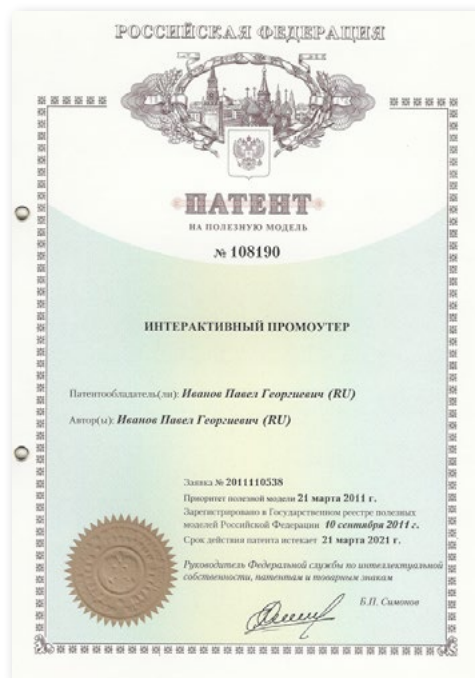 РОССИЙСКАЯ ФЕДЕРАЦИЯ
ПАТЕНТ
НА ПОЛЕЗНУЮ МОДЕЛЬ
№ 108190
ИНТЕРАКТИВНЫЙ ПРОМОУТЕР
Патентообладатель(ли): Иванов Павел Георгиевич (RU)
Автор(ы): Иванов Павел Георгиевич (RU)
Заявка № 2011110538
Приоритет полезной модели 21 марта 2011 г.
Зарегистрировано в Государственном реестре полезных
моделей Российской Федерации 10 сентября 2011 г.
Срок действия патента истекает 21 марта 2021 г.
Руководитель Федеральной службы по интеллектуальной
собственности, патентам и товарным знакам
Б.П. Симонов